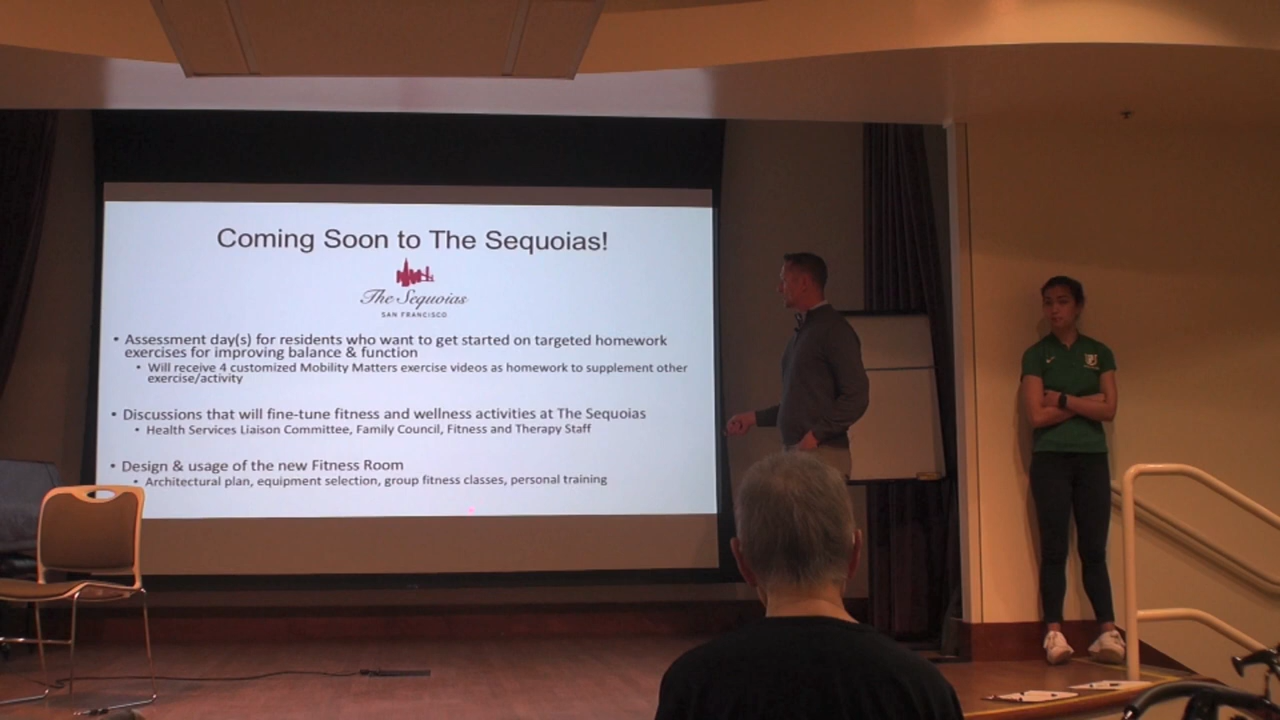 Coming Soon to The Sequoias!
The Sequoias
SAN FRANCISCO
• Assessment day(s) for residents who want to get started on targeted homework
exercises for improving balance & function
• Will receive 4 customized Mobility Matters exercise videos as homework to supplement other
exercise/activity
• Discussions that will fine-tune fitness and wellness activities at The Sequoias
• Health Services Liaison Committee, Family Council, Fitness and Therapy Staff
• Design & usage of the new Fitness Room
• Architectural plan, equipment selection, group fitness classes, personal training